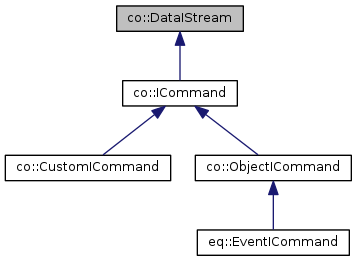 co::DataIStream
co::ICommand
co::CustomICommand
co::ObjectICommand
eq::EventICommand